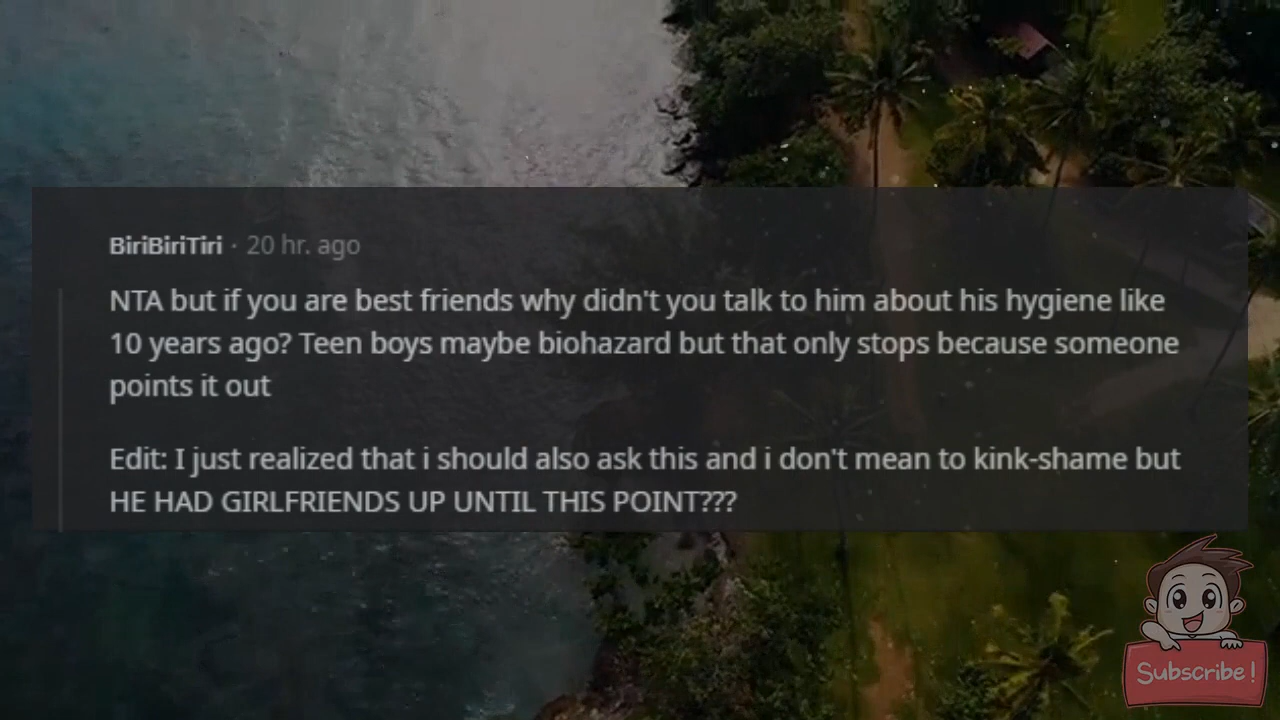 BiriBiriTiri · 20 hr. ago
NTA but if you are best friends why didn't you talk to him about his hygiene like
10 years ago? Teen boys maybe biohazard but that only stops because someone
points it out
Edit: I just realized that i should also ask this and i don't mean to kink-shame but
HE HAD GIRLFRIENDS UP UNTIL THIS POINT???
Subscribe!